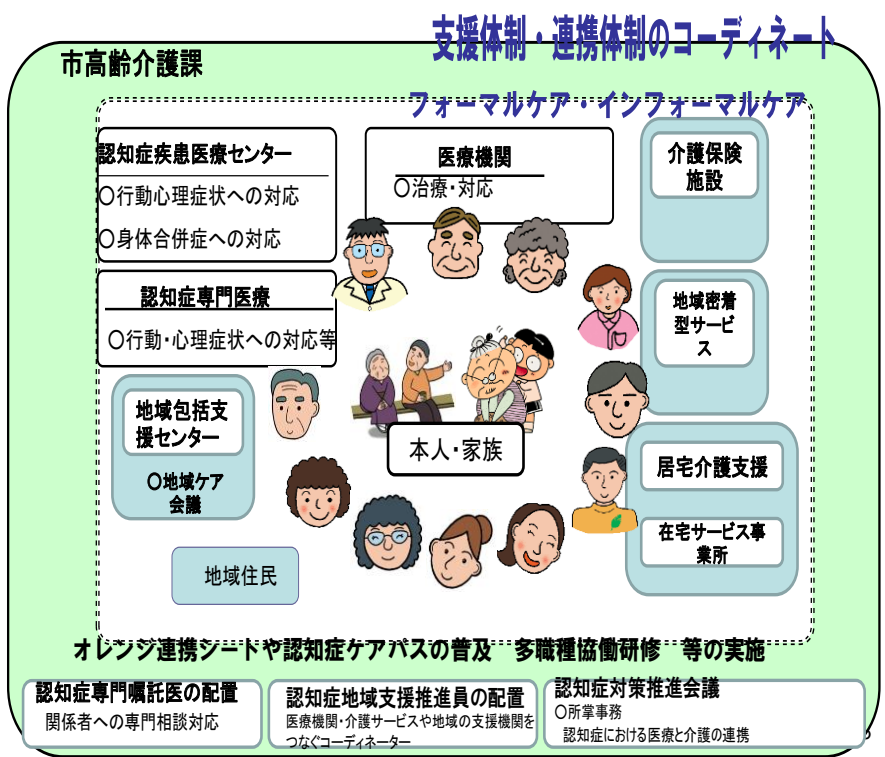 支援体制・連携体制のコーディネート
市高齢介護課
フォーマルケア・インフォーマルケア
認知症疾患医療センター
〇行動心理症状への対応
〇身体合併症への対応
医療機関
〇治療・対応
介護保険
施設
認知症専門医療
〇行動・心理症状への対応等
地域密着
型サービ
ス
地域包括支
援センター
〇地域ケア
会議
本人・家族
居宅介護支援
在宅サービス事
業所
地域住民
オレンジ連携シートや認知症ケアパスの普及　多職種協働研修　等の実施
認知症専門嘱託医の配置
関係者への専門相談対応
認知症地域支援推進員の配置
医療機関・介護サービスや地域の支援機関を
つなぐコーディネーター
認知症対策推進会議
〇所掌事務
認知症における医療と介護の連携